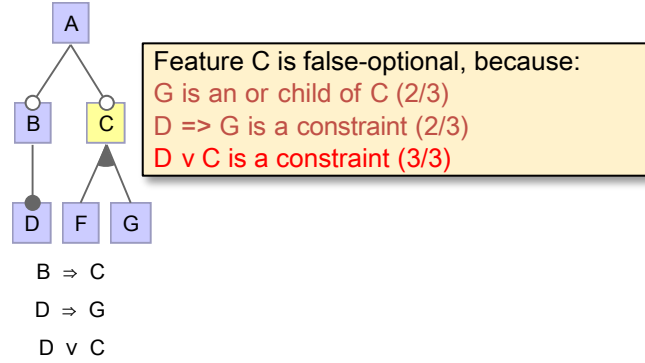 A
Feature C is false-optional, because:
G is an or child of C (2/3)
D => G is a constraint (2/3)
D v C is a constraint (3/3)
B
C
D
F
G
B ⇒ C
D ⇒ G
D v C